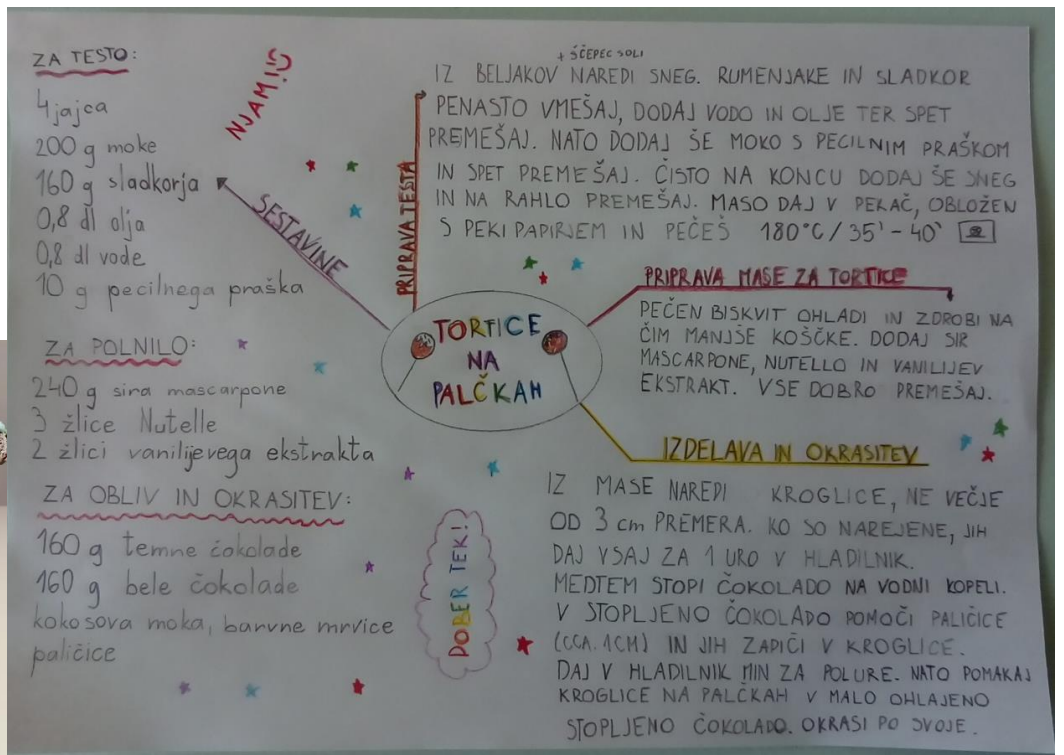 ZA TESTO:
4 jajca
200 g moke
160 g sladkorja
0,8 dl olja
0,8 dl vode
10 g pecilnega praška
ZA POLNILO:
240 g sira mascarpone
3 žlice Nutelle
2 žlici vanilijevega ekstrakta
ZA OBLIV IN OKRASITEV:
160 g temne čokolade
160 g bele čokolade
kokosova moka, barvne mrvice
paličice
NJAMI!
SESTAVINE
TORTICE
NA
PALČKAH
PRIPRAVA TESTA
+ ŠČEPEC SOLI
IZ BELJAKOV NAREDI SNEG. RUMENJAKE IN SLADKOR
PENASTO VMEŠAJ, DODAJ VODO IN OLJE TER SPET
PREMEŠAJ. NATO DODAJ ŠE MOKO S PECILNIM PRAŠKOM
IN SPET PREMEŠAJ. ČISTO NA KONCU DODAJ ŠE SNEG
IN NA RAHLO PREMEŠAJ. MASO DAJ V PEKAČ, OBLOŽEN
S PEKI PAPIRJEM IN PEČEŠ 180°C/35'-40'
PRIPRAVA MASE ZA TORTICE
PEČEN BISKVIT OHLADI IN ZDROBI NA
ČIM MANJŠE KOŠČKE. DODAJ SIR
MASCARPONE, NUTELLO IN VANILIJEV
EKSTRAKT. VSE DOBRO PREMEŠAJ.
IZDELAVA IN OKRASITEV
IZ MASE NAREDI KROGLICE, NE VEČJE
OD 3 cm PREMERA. KO SO NAREJENE, JIH
DAJ VSAJ ZA 1 URO V HLADILNIK.
MEDTEM STOPI ČOKOLADO NA VODNI KOPELI.
V STOPLJENO ČOKOLADO POMOČI PALIČICE
(CCA. 1CM) IN JIH ZAPIČI V KROGLICE.
DAJ V HLADILNIK MIN ZA POLURE. NATO POMAKAJ
KROGLICE NA PALČKAH V MALO OHLAJENO
STOPLJENO ČOKOLADO. OKRASI PO SVOJE.
DOBER TEK!